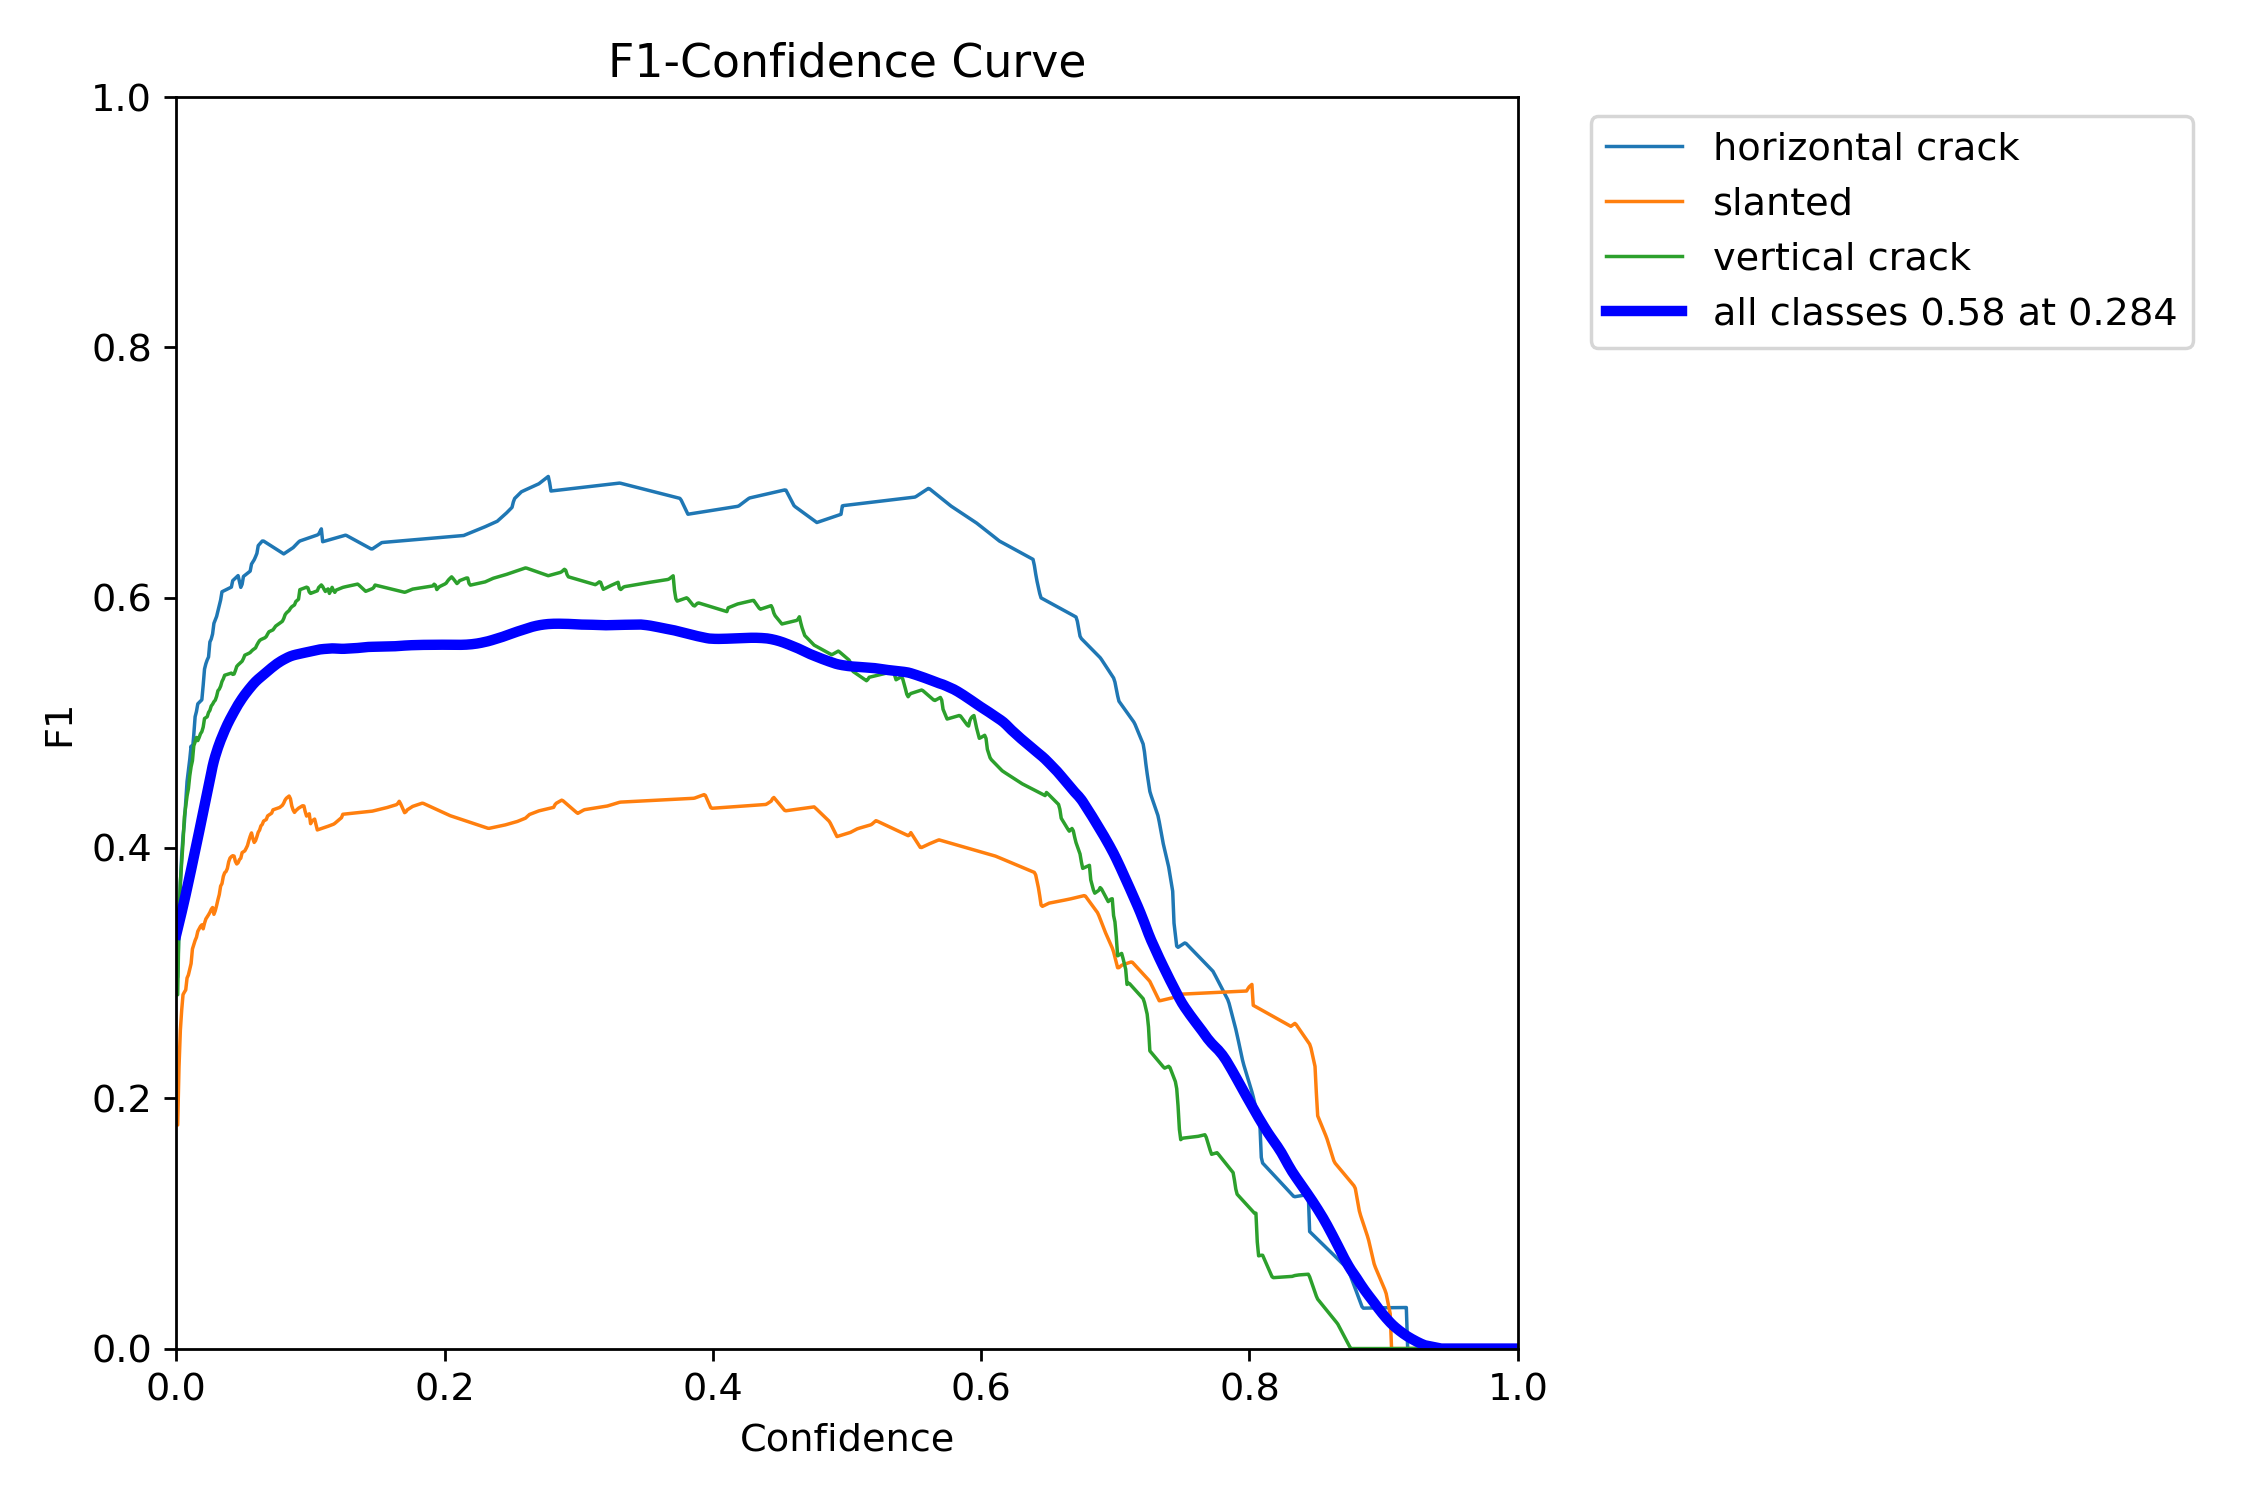 F1-Confidence Curve
1.0
0.8
0.6
0.4
0.2
0.0
F1
0.0 0.2 0.4 0.6 0.8 1.0
Confidence
horizontal crack
slanted
vertical crack
all classes 0.58 at 0.284